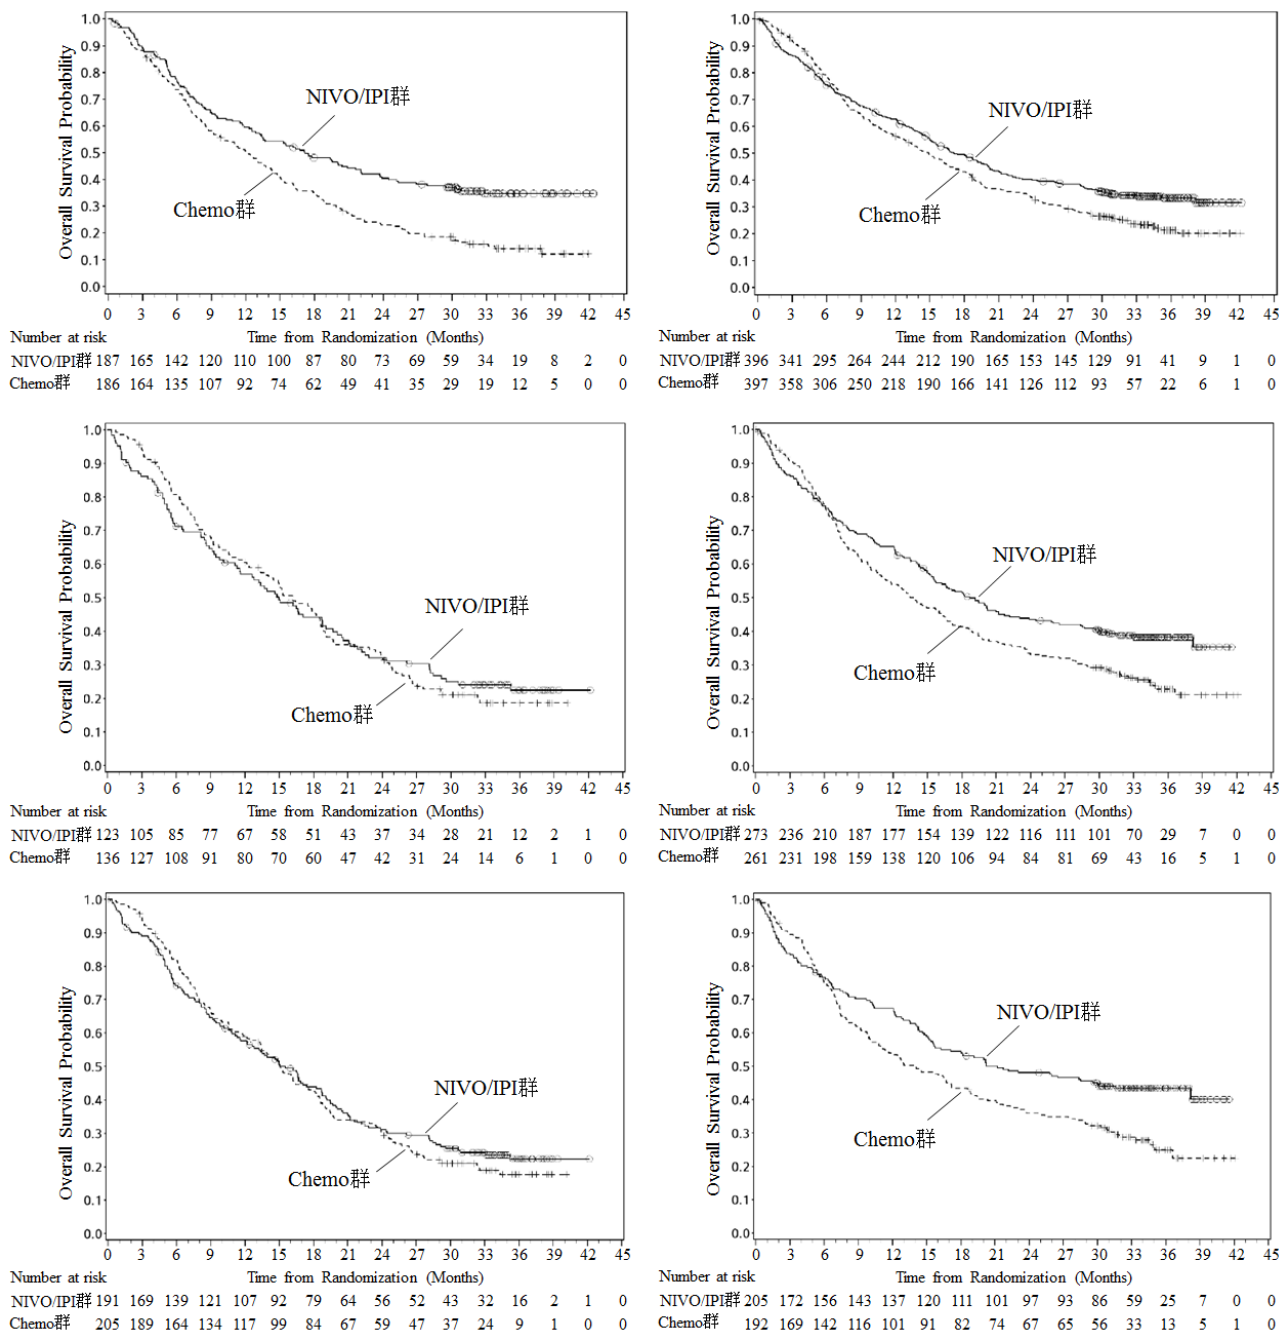 1.0
0.9
0.8
0.7
0.6
0.5
0.4
0.3
0.2
0.1
0.0
Overall Survival Probability
NIVO/IPI群
Chemo群
0 3 6 9 12 15 18 21 24 27 30 33 36 39 42 45
Number at risk Time from Randomization (Months)
NIVO/IPI群 187 165 142 120 110 100 87 80 73 69 59 34 19 8 2 0
Chemo群 186 164 135 107 92 74 62 49 41 35 29 19 12 5 0 0
1.0
0.9
0.8
0.7
0.6
0.5
0.4
0.3
0.2
0.1
0.0
Overall Survival Probability
NIVO/IPI群
Chemo群
0 3 6 9 12 15 18 21 24 27 30 33 36 39 42 45
Number at risk Time from Randomization (Months)
NIVO/IPI群 396 341 295 264 244 212 190 165 153 145 129 91 41 9 1 0
Chemo群 397 358 306 250 218 190 166 141 126 112 93 57 22 6 1 0
1.0
0.9
0.8
0.7
0.6
0.5
0.4
0.3
0.2
0.1
0.0
Overall Survival Probability
NIVO/IPI群
Chemo群
0 3 6 9 12 15 18 21 24 27 30 33 36 39 42 45
Number at risk Time from Randomization (Months)
NIVO/IPI群 123 105 85 77 67 58 51 43 37 34 28 21 12 2 1 0
Chemo群 136 127 108 91 80 70 60 47 42 31 24 14 6 1 0 0
1.0
0.9
0.8
0.7
0.6
0.5
0.4
0.3
0.2
0.1
0.0
Overall Survival Probability
NIVO/IPI群
Chemo群
0 3 6 9 12 15 18 21 24 27 30 33 36 39 42 45
Number at risk Time from Randomization (Months)
NIVO/IPI群 273 236 210 187 177 154 139 122 116 111 101 70 29 7 0 0
Chemo群 261 231 198 159 138 120 106 94 84 81 69 43 16 5 1 0
1.0
0.9
0.8
0.7
0.6
0.5
0.4
0.3
0.2
0.1
0.0
Overall Survival Probability
NIVO/IPI群
Chemo群
0 3 6 9 12 15 18 21 24 27 30 33 36 39 42 45
Number at risk Time from Randomization (Months)
NIVO/IPI群 191 169 139 121 107 92 79 64 56 52 43 32 16 2 1 0
Chemo群 205 189 164 134 117 99 84 67 59 47 37 24 9 1 0 0
1.0
0.9
0.8
0.7
0.6
0.5
0.4
0.3
0.2
0.1
0.0
Overall Survival Probability
NIVO/IPI群
Chemo群
0 3 6 9 12 15 18 21 24 27 30 33 36 39 42 45
Number at risk Time from Randomization (Months)
NIVO/IPI群 205 172 156 143 137 120 111 101 97 93 86 59 25 7 0 0
Chemo群 192 169 142 116 101 91 82 74 67 65 56 33 13 5 1 0